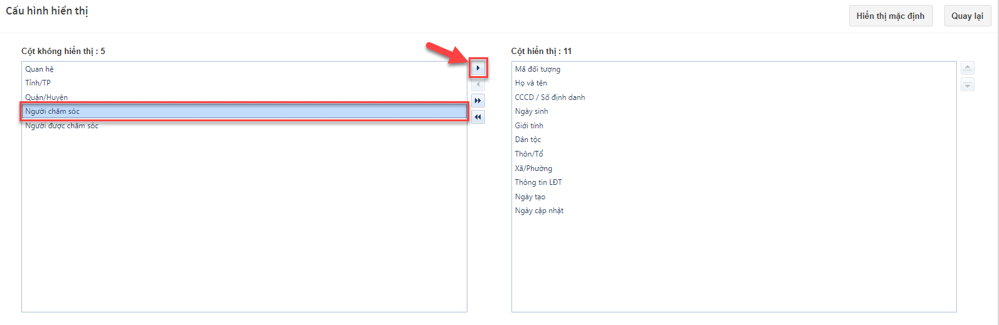 Cấu hình hiển thị
Hiển thị mặc định
Quay lại
Cột không hiển thị : 5
Quan hệ
Tỉnh/TP
Quận/Huyện
Người chăm sóc
Người được chăm sóc
Cột hiển thị : 11
Mã đối tượng
Họ và tên
CCCD / Số định danh
Ngày sinh
Giới tính
Dân tộc
Thôn/Tổ
Xã/Phường
Thông tin LĐT
Ngày tạo
Ngày cập nhật